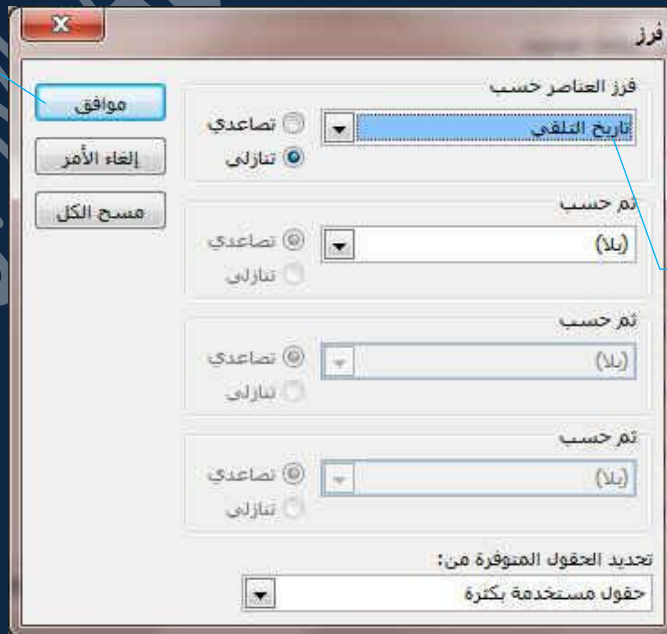 فرز
فرز العناصر حسب
تاريخ التلقي
تصاعدي
تنازلي
موافق
إلغاء الأمر
مسح الكل
ثم حسب
(بلا)
تصاعدي
تنازلي
ثم حسب
(بلا)
تصاعدي
تنازلي
ثم حسب
(بلا)
تصاعدي
تنازلي
تحديد الحقول المتوفرة من:
حقول مستخدمة بكثرة